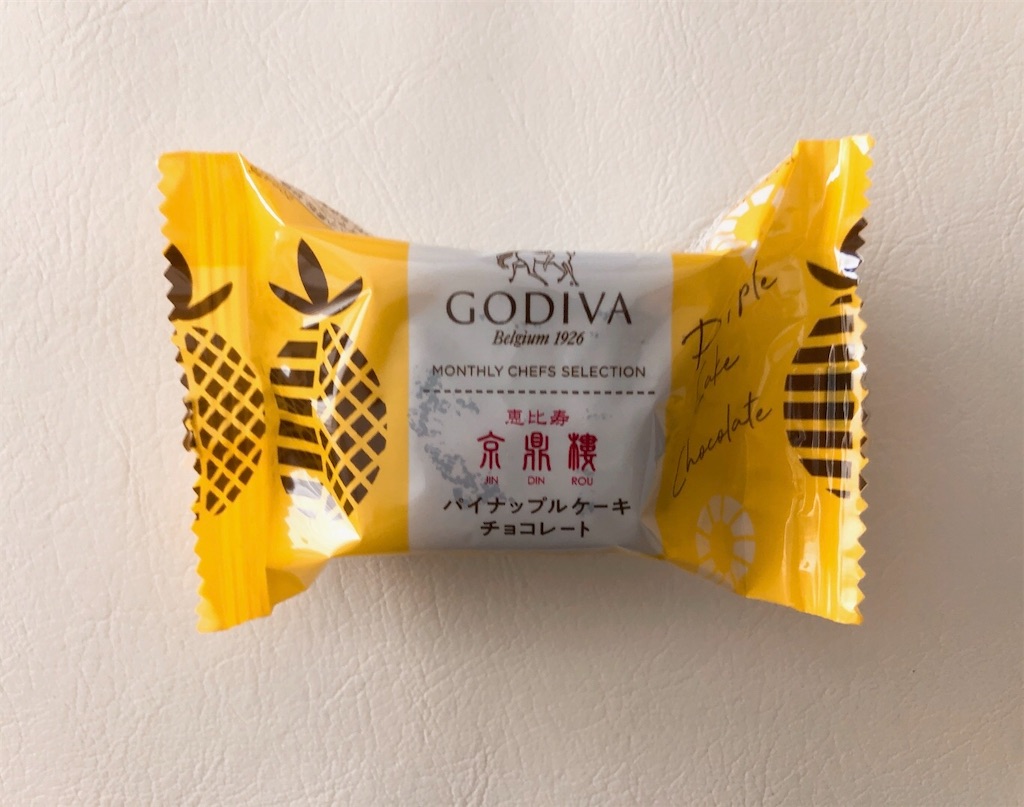 GODIVA
Belgium 1926
MONTHLY CHEFS SELECTION
恵比寿
京鼎樓
JIN DIN ROU
パイナップルケーキ
チョコレート
Chocolate